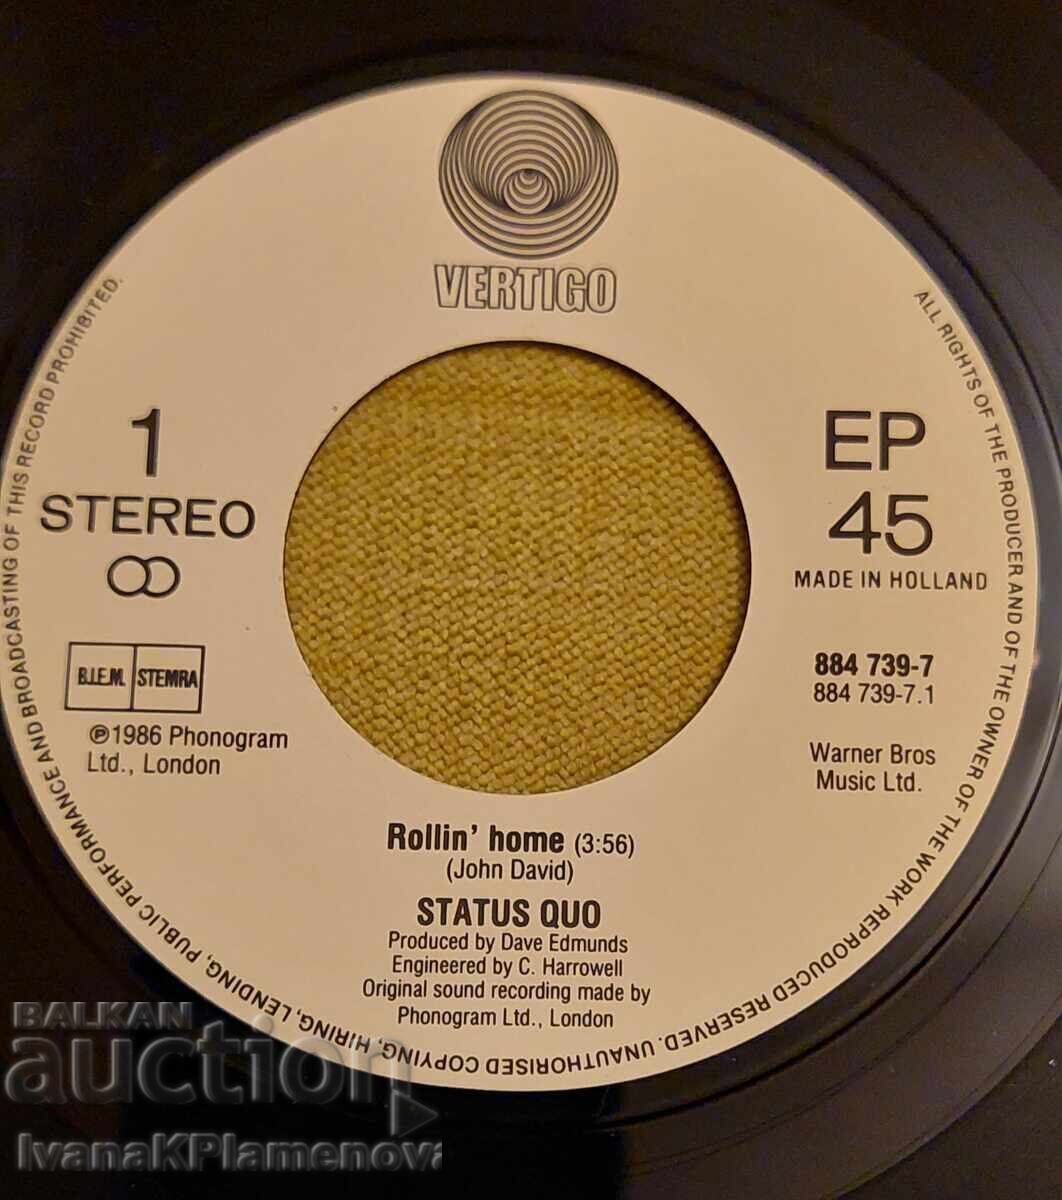 VERTIGO
1
STEREO
EP
45
MADE IN HOLLAND
B.I.E.M. STEMRA
℗1986 Phonogram
Ltd., London
884 739-7
884 739-7.1
Warner Bros
Music Ltd.
Rollin' home (3:56)
(John David)
STATUS QUO
Produced by Dave Edmunds
Engineered by C. Harrowell
Original sound recording made by
Phonogram Ltd., London
ALL RIGHTS OF THE PRODUCER AND OF THE OWNER OF THE WORK REPRODUCED RESERVED. UNAUTHORISED COPYING, HIRING, LENDING, PUBLIC PERFORMANCE AND BROADCASTING OF THIS RECORD PROHIBITED.
BALKAN
auction
IvanaKPlamenova